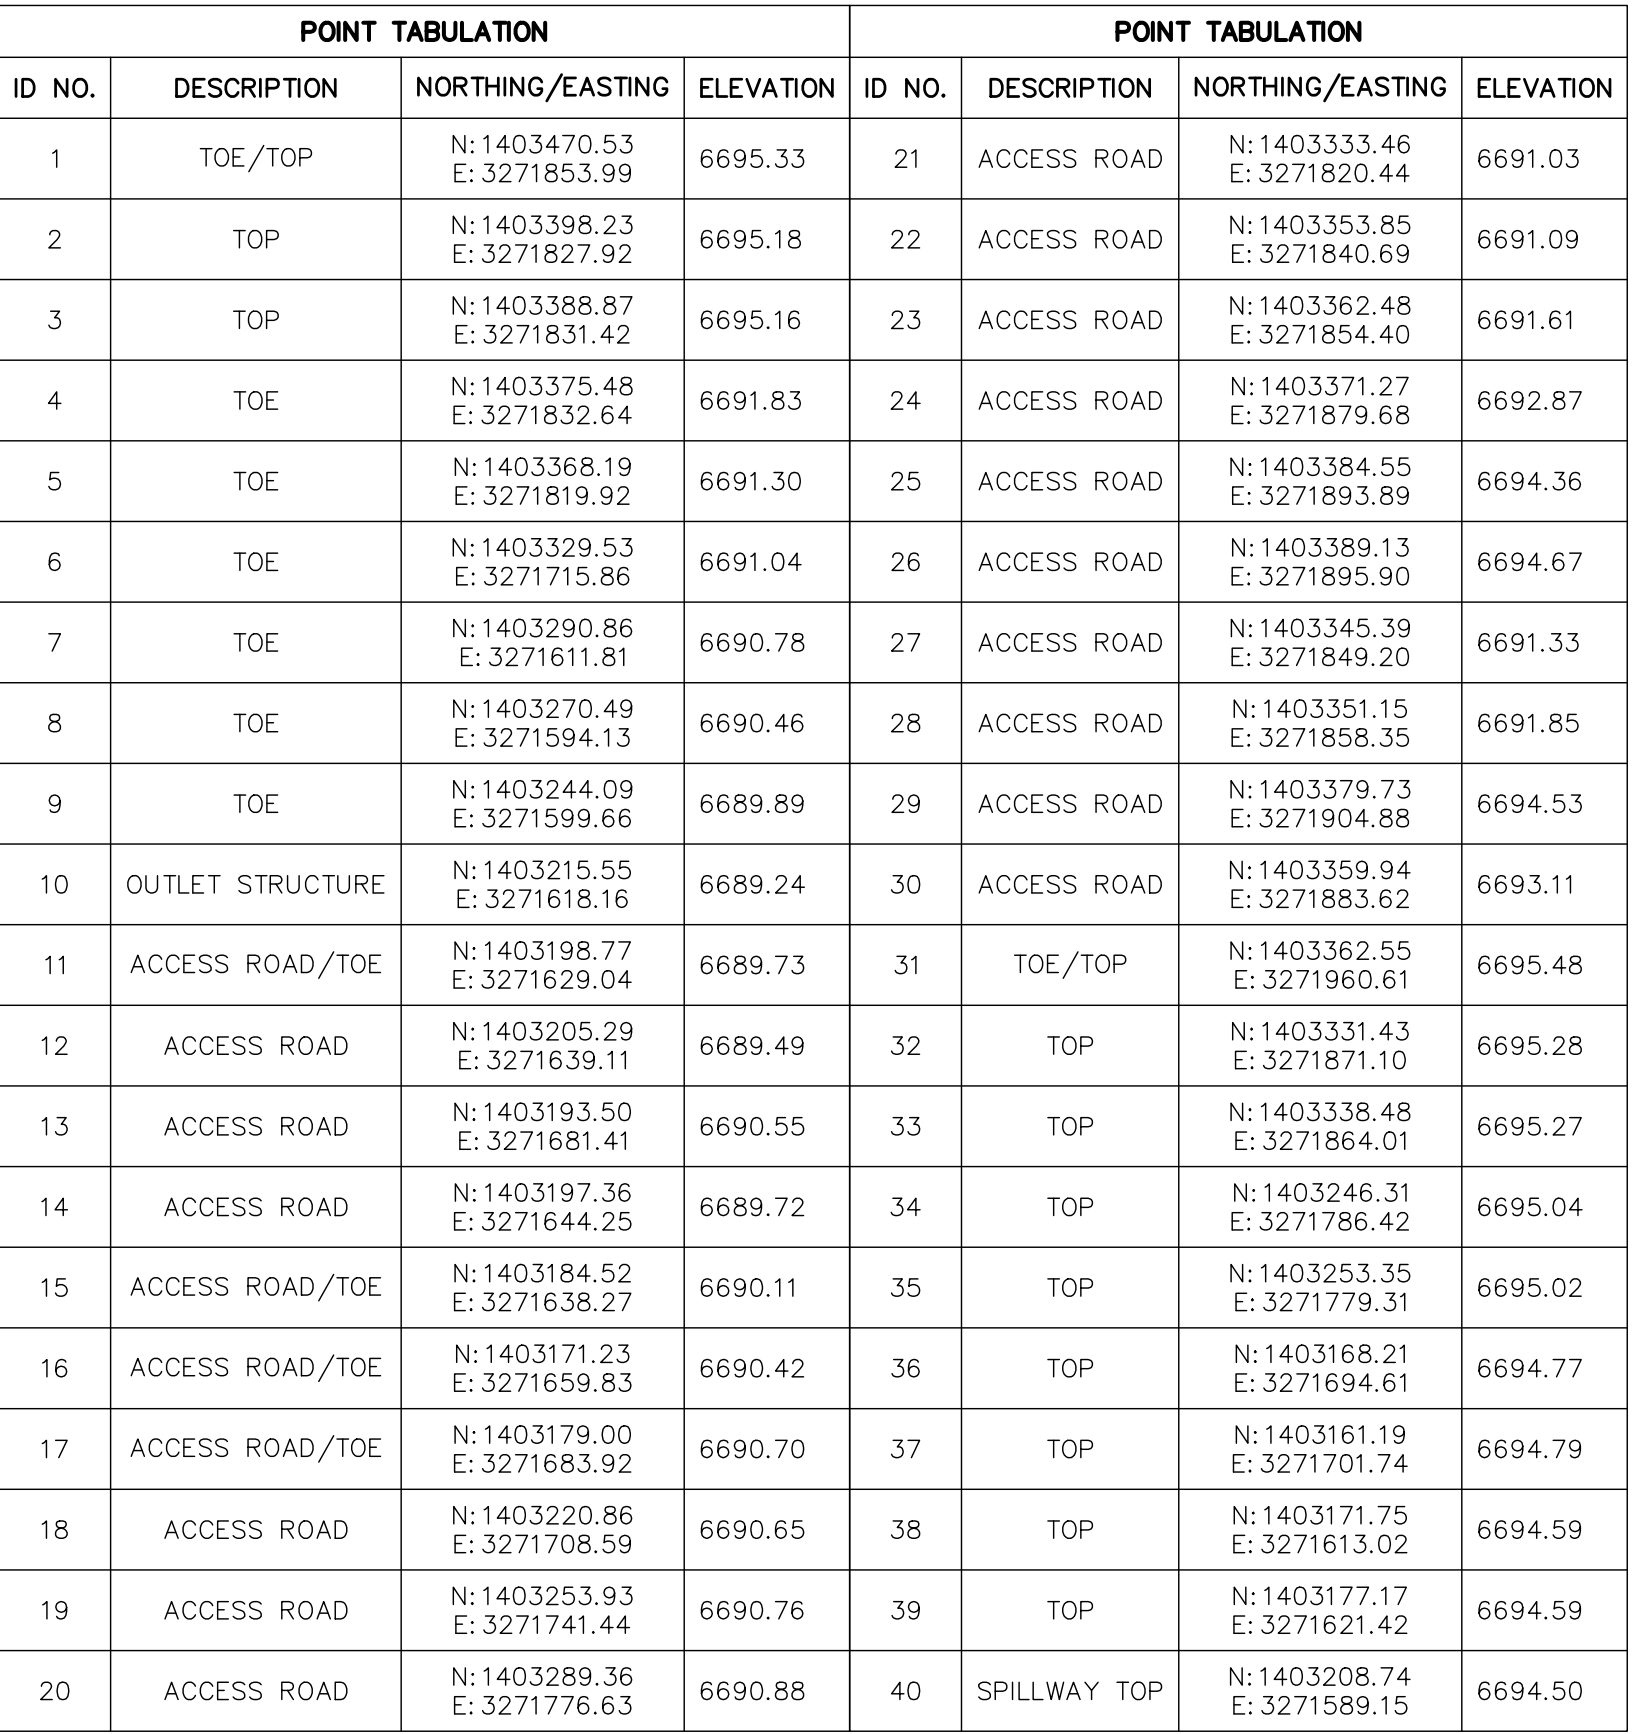 POINT TABULATION
ID NO. DESCRIPTION NORTHING/EASTING ELEVATION
1 TOE/TOP N:1403470.53 E:3271853.99 6695.33
2 TOP N:1403398.23 E:3271827.92 6695.18
3 TOP N:1403388.87 E:3271831.42 6695.16
4 TOE N:1403375.48 E:3271832.64 6691.83
5 TOE N:1403368.19 E:3271819.92 6691.30
6 TOE N:1403329.53 E:3271715.86 6691.04
7 TOE N:1403290.86 E:3271611.81 6690.78
8 TOE N:1403270.49 E:3271594.13 6690.46
9 TOE N:1403244.09 E:3271599.66 6689.89
10 OUTLET STRUCTURE N:1403215.55 E:3271618.16 6689.24
11 ACCESS ROAD/TOE N:1403198.77 E:3271629.04 6689.73
12 ACCESS ROAD N:1403205.29 E:3271639.11 6689.49
13 ACCESS ROAD N:1403193.50 E:3271681.41 6690.55
14 ACCESS ROAD N:1403197.36 E:3271644.25 6689.72
15 ACCESS ROAD/TOE N:1403184.52 E:3271638.27 6690.11
16 ACCESS ROAD/TOE N:1403171.23 E:3271659.83 6690.42
17 ACCESS ROAD/TOE N:1403179.00 E:3271683.92 6690.70
18 ACCESS ROAD N:1403220.86 E:3271708.59 6690.65
19 ACCESS ROAD N:1403253.93 E:3271741.44 6690.76
20 ACCESS ROAD N:1403289.36 E:3271776.63 6690.88
POINT TABULATION
ID NO. DESCRIPTION NORTHING/EASTING ELEVATION
21 ACCESS ROAD N:1403333.46 E:3271820.44 6691.03
22 ACCESS ROAD N:1403353.85 E:3271840.69 6691.09
23 ACCESS ROAD N:1403362.48 E:3271854.40 6691.61
24 ACCESS ROAD N:1403371.27 E:3271879.68 6692.87
25 ACCESS ROAD N:1403384.55 E:3271893.89 6694.36
26 ACCESS ROAD N:1403389.13 E:3271895.90 6694.67
27 ACCESS ROAD N:1403345.39 E:3271849.20 6691.33
28 ACCESS ROAD N:1403351.15 E:3271858.35 6691.85
29 ACCESS ROAD N:1403379.73 E:3271904.88 6694.53
30 ACCESS ROAD N:1403359.94 E:3271883.62 6693.11
31 TOE/TOP N:1403362.55 E:3271960.61 6695.48
32 TOP N:1403331.43 E:3271871.10 6695.28
33 TOP N:1403338.48 E:3271864.01 6695.27
34 TOP N:1403246.31 E:3271786.42 6695.04
35 TOP N:1403253.35 E:3271779.31 6695.02
36 TOP N:1403168.21 E:3271694.61 6694.77
37 TOP N:1403161.19 E:3271701.74 6694.79
38 TOP N:1403171.75 E:3271613.02 6694.59
39 TOP N:1403177.17 E:3271621.42 6694.59
40 SPILLWAY TOP N:1403208.74 E:3271589.15 6694.50